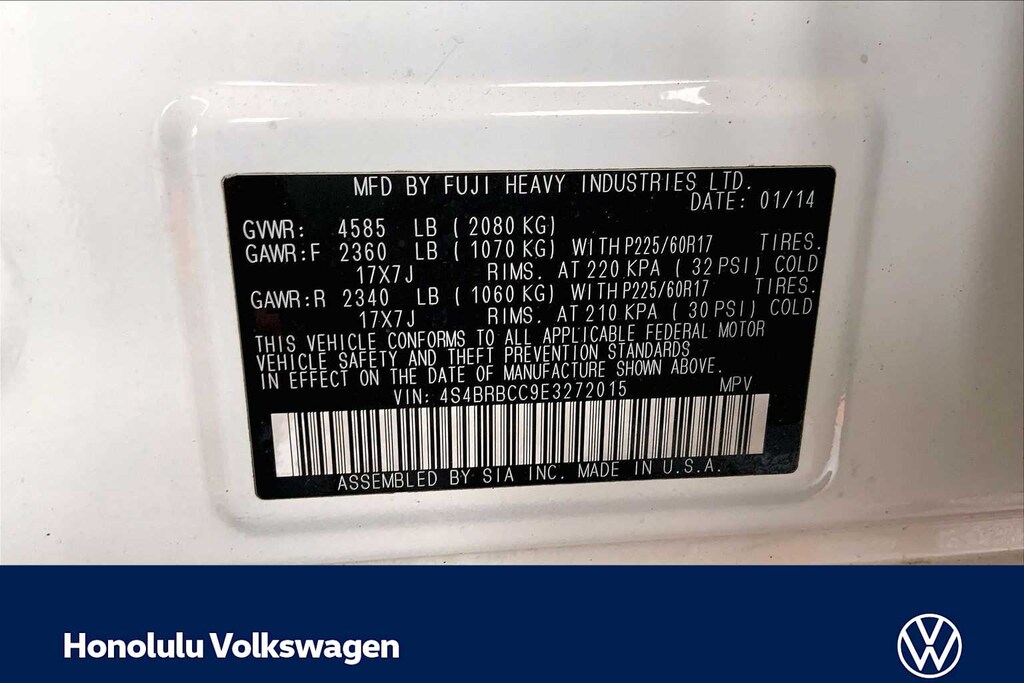 MFD BY FUJI HEAVY INDUSTRIES LTD.
DATE: 01/14
GVWR: 4585 LB ( 2080 KG)
GAWR:F 2360 LB ( 1070 KG) WITH P225/60R17 TIRES.
17X7J RIMS. AT 220 KPA ( 32 PSI) COLD
GAWR:R 2340 LB ( 1060 KG) WITH P225/60R17 TIRES.
17X7J RIMS. AT 210 KPA ( 30 PSI) COLD
THIS VEHICLE CONFORMS TO ALL APPLICABLE FEDERAL MOTOR
VEHICLE SAFETY AND THEFT PREVENTION STANDARDS
IN EFFECT ON THE DATE OF MANUFACTURE SHOWN ABOVE.
VIN: 4S4BRBCC9E3272015 MPV
ASSEMBLED BY SIA INC. MADE IN U.S.A.
Honolulu Volkswagen